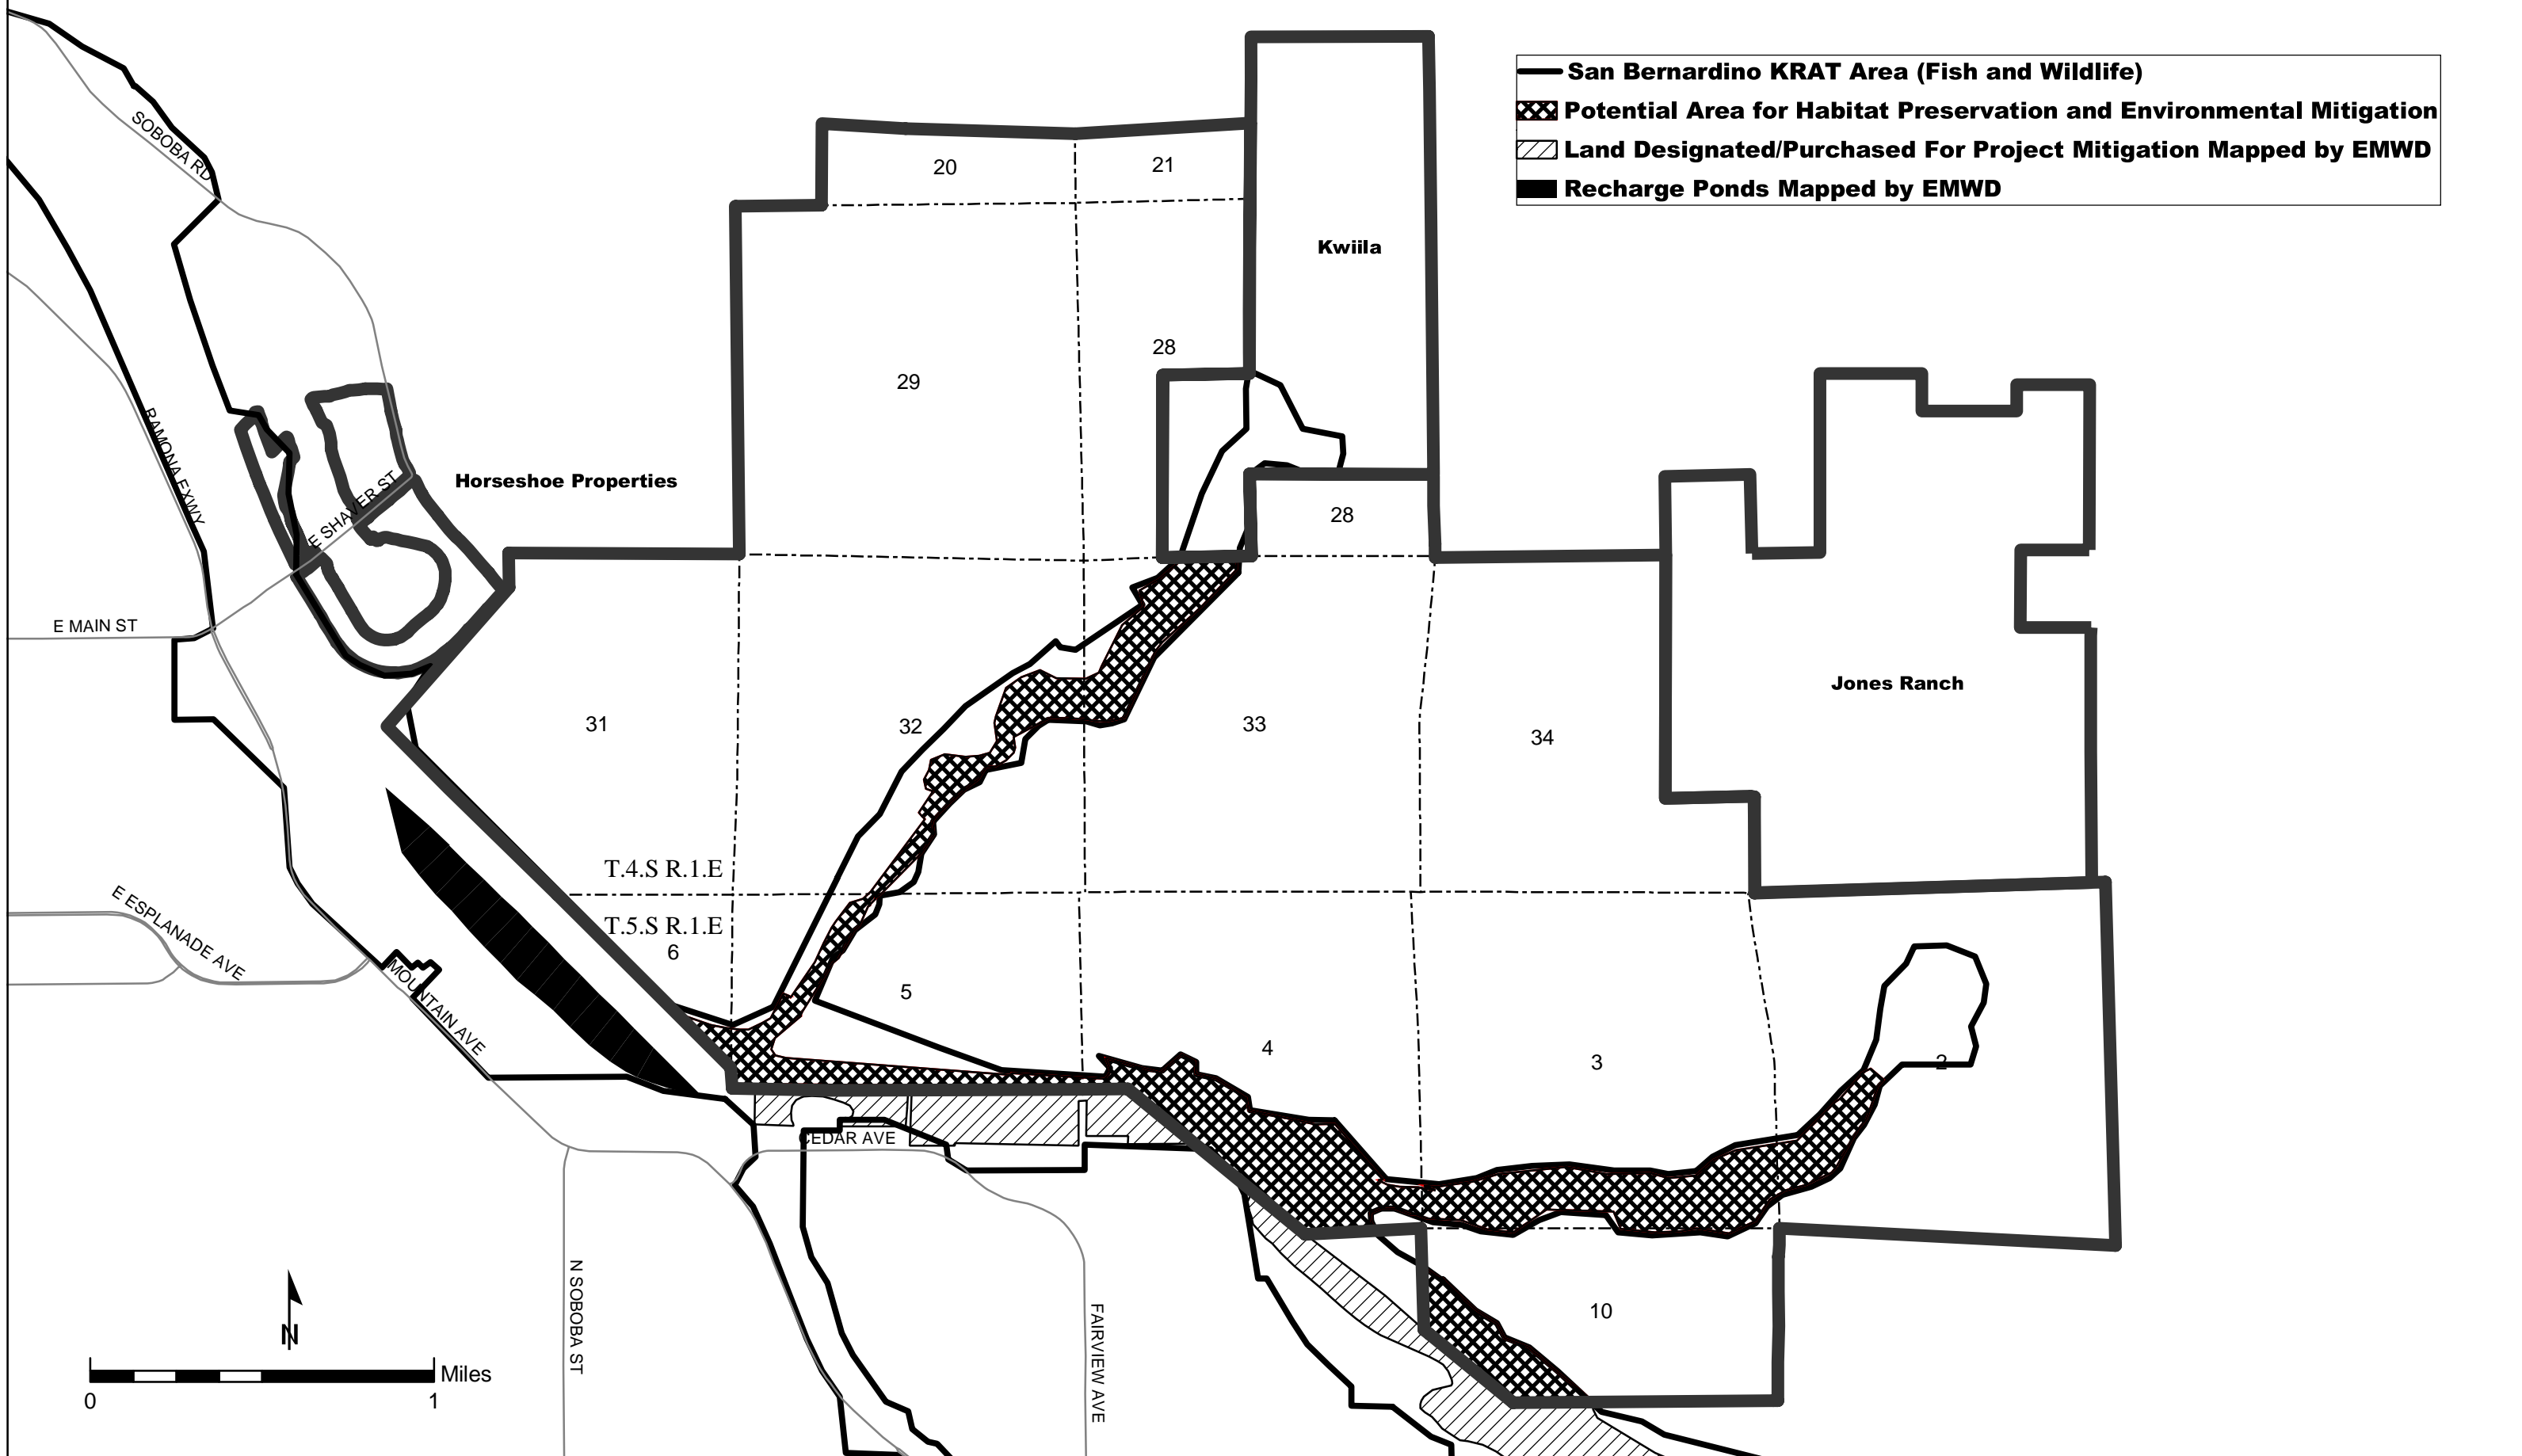 San Bernardino KRAT Area (Fish and Wildlife)
Potential Area for Habitat Preservation and Environmental Mitigation
Land Designated/Purchased For Project Mitigation Mapped by EMWD
Recharge Ponds Mapped by EMWD
SOBOBA RD
20
21
Kwiila
28
29
RAMONA EXWY
Horseshoe Properties
E SHAVER ST
28
E MAIN ST
Jones Ranch
31
32
33
34
T.4.S R.1.E
T.5.S R.1.E
6
E ESPLANADE AVE
MOUNTAIN AVE
5
4
3
2
CEDAR AVE
N SOBOBA ST
FAIRVIEW AVE
10
N
Miles
0
1